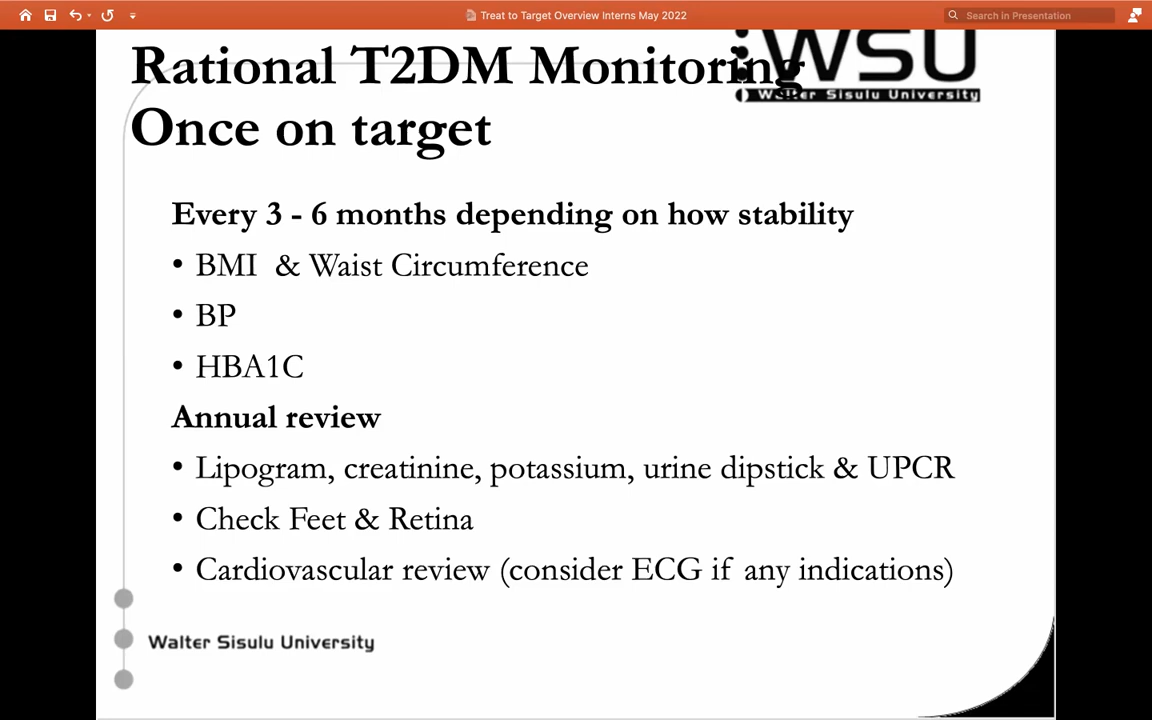 Treat to Target Overview Interns May 2022
Search in Presentation
WSU
Walter Sisulu University
Rational T2DM Monitoring
Once on target
Every 3 - 6 months depending on how stability
• BMI & Waist Circumference
• BP
• HBA1C
Annual review
• Lipogram, creatinine, potassium, urine dipstick & UPCR
• Check Feet & Retina
• Cardiovascular review (consider ECG if any indications)
Walter Sisulu University